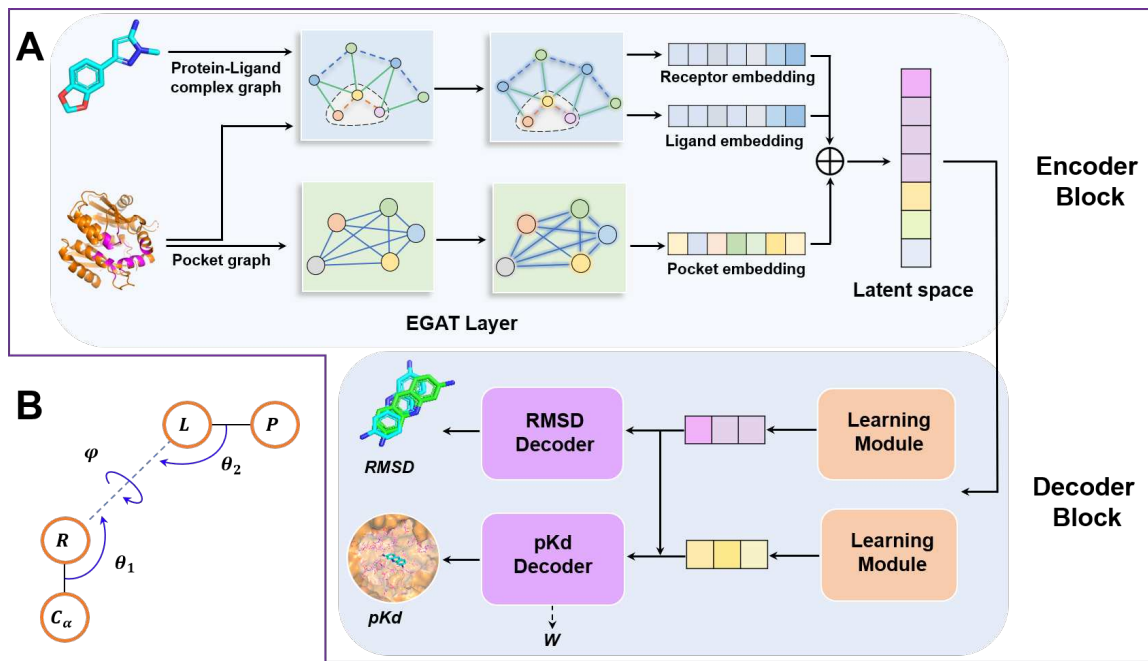 A
Protein-Ligand
complex graph
Pocket graph
EGAT Layer
Receptor embedding
Ligand embedding
Pocket embedding
Latent space
Encoder
Block
B
L
P
φ
θ₂
R
θ₁
Cα
RMSD
RMSD
Decoder
Learning
Module
pKd
pKd
Decoder
W
Learning
Module
Decoder
Block